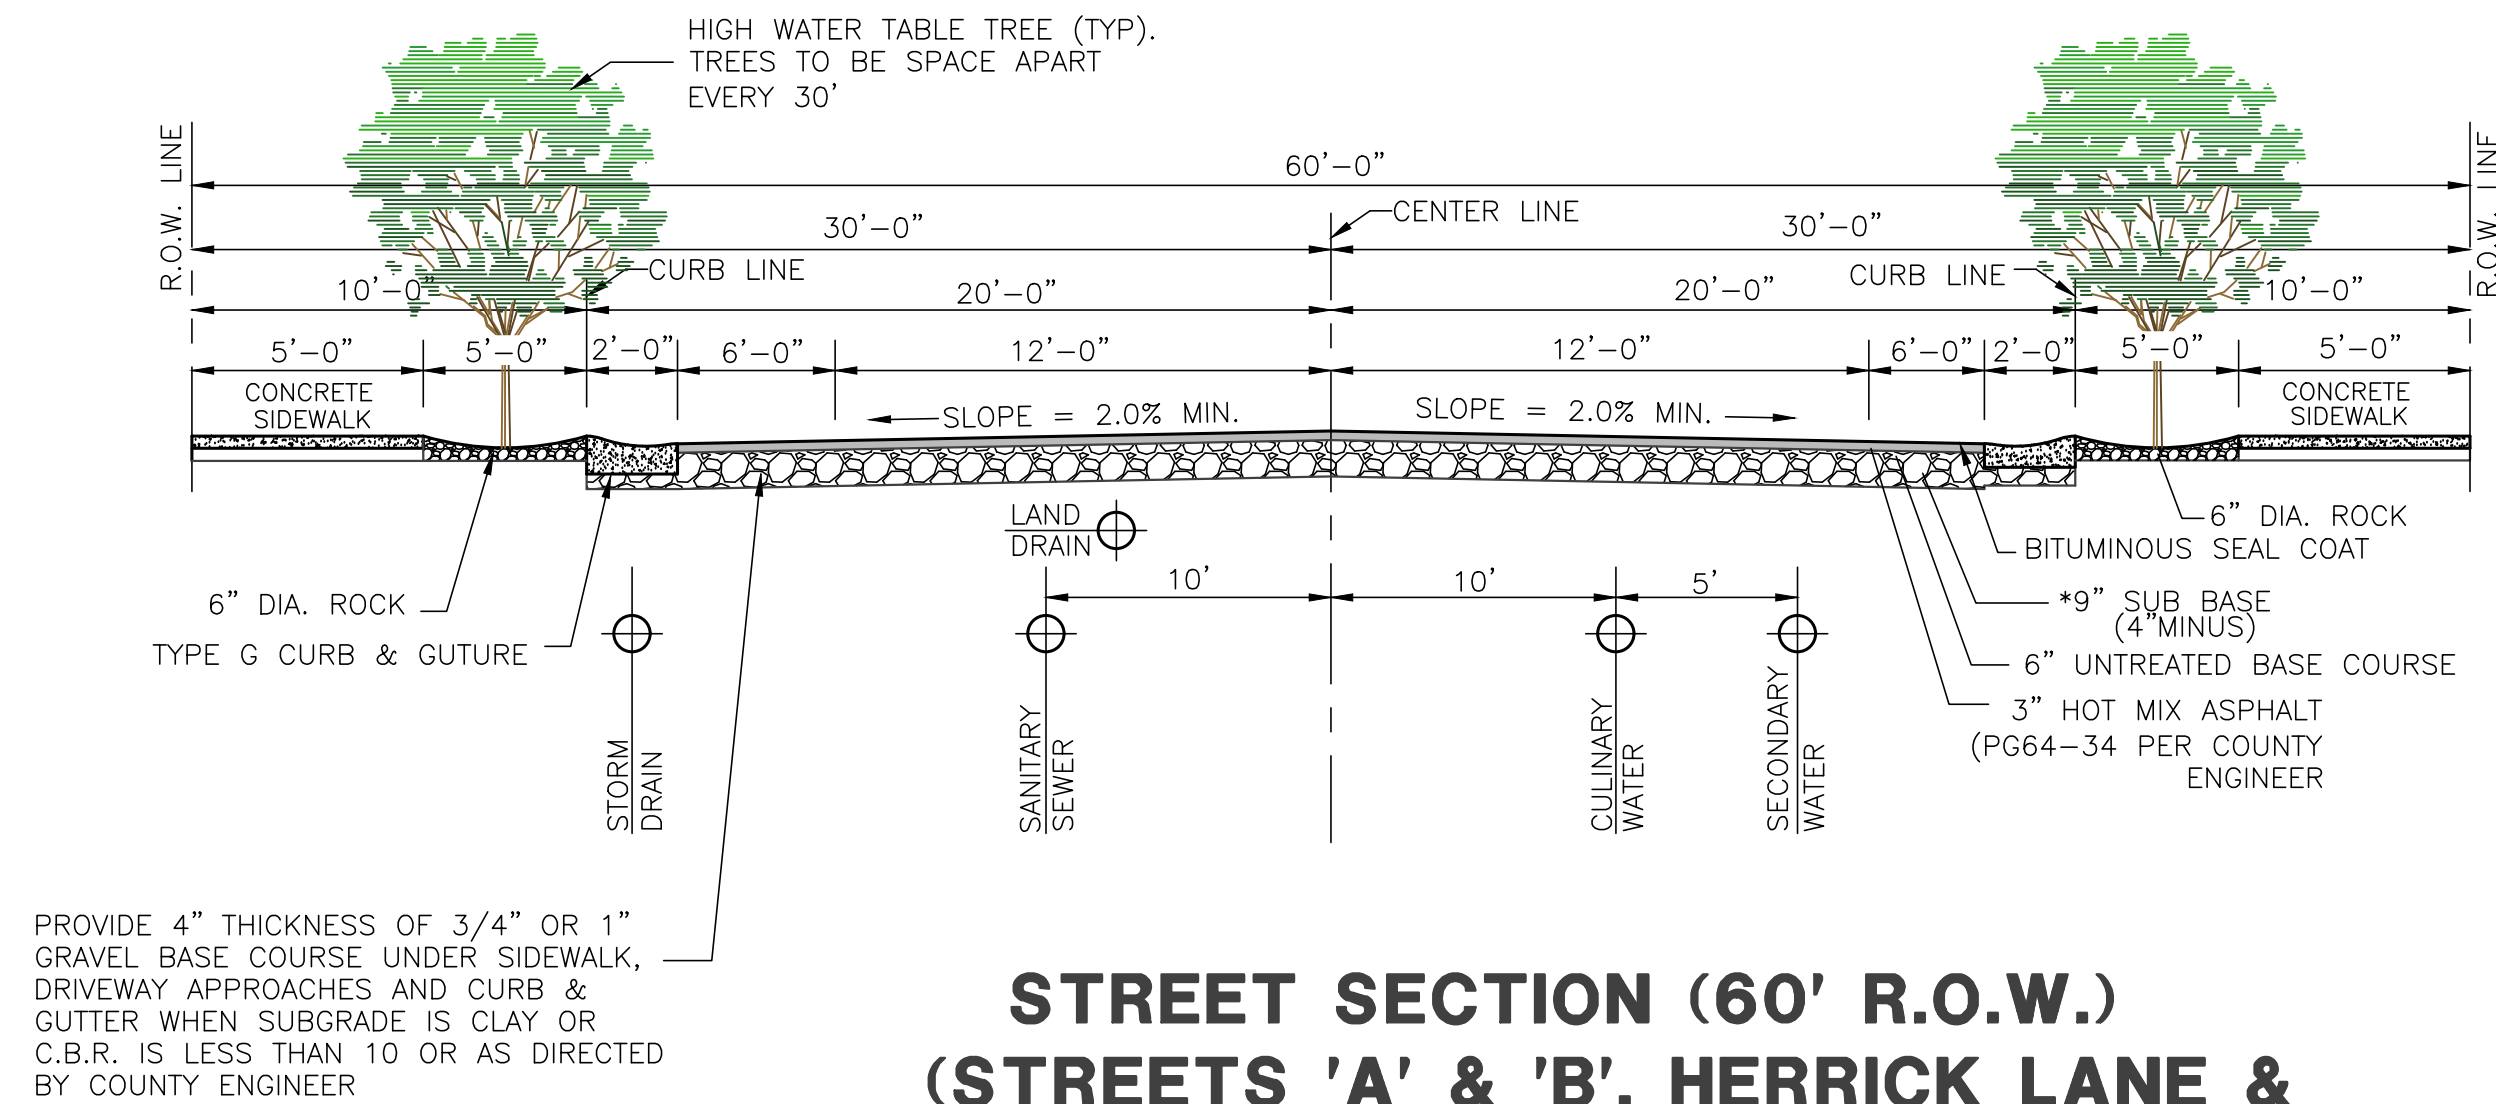 HIGH WATER TABLE TREE (TYP).
TREES TO BE SPACE APART
EVERY 30'
R.O.W. LINE
60'-0"
R.O.W. LINE
30'-0"
CENTER LINE
30'-0"
CURB LINE
CURB LINE
10'-0"
20'-0"
20'-0"
10'-0"
5'-0"
5'-0"
2'-0"
6'-0"
12'-0"
12'-0"
6'-0"
2'-0"
5'-0"
5'-0"
CONCRETE
SIDEWALK
SLOPE = 2.0% MIN.
SLOPE = 2.0% MIN.
CONCRETE
SIDEWALK
LAND
DRAIN
6" DIA. ROCK
BITUMINOUS SEAL COAT
10'
10'
5'
6" DIA. ROCK
*9" SUB BASE
(4"MINUS)
TYPE G CURB & GUTURE
6" UNTREATED BASE COURSE
3" HOT MIX ASPHALT
(PG64-34 PER COUNTY
ENGINEER
STORM
DRAIN
SANITARY
SEWER
CULINARY
WATER
SECONDARY
WATER
PROVIDE 4" THICKNESS OF 3/4" OR 1"
GRAVEL BASE COURSE UNDER SIDEWALK,
DRIVEWAY APPROACHES AND CURB &
GUTTER WHEN SUBGRADE IS CLAY OR
C.B.R. IS LESS THAN 10 OR AS DIRECTED
BY COUNTY ENGINEER
STREET SECTION (60' R.O.W.)
(STREETS 'A' & 'B', HERRICK LANE &